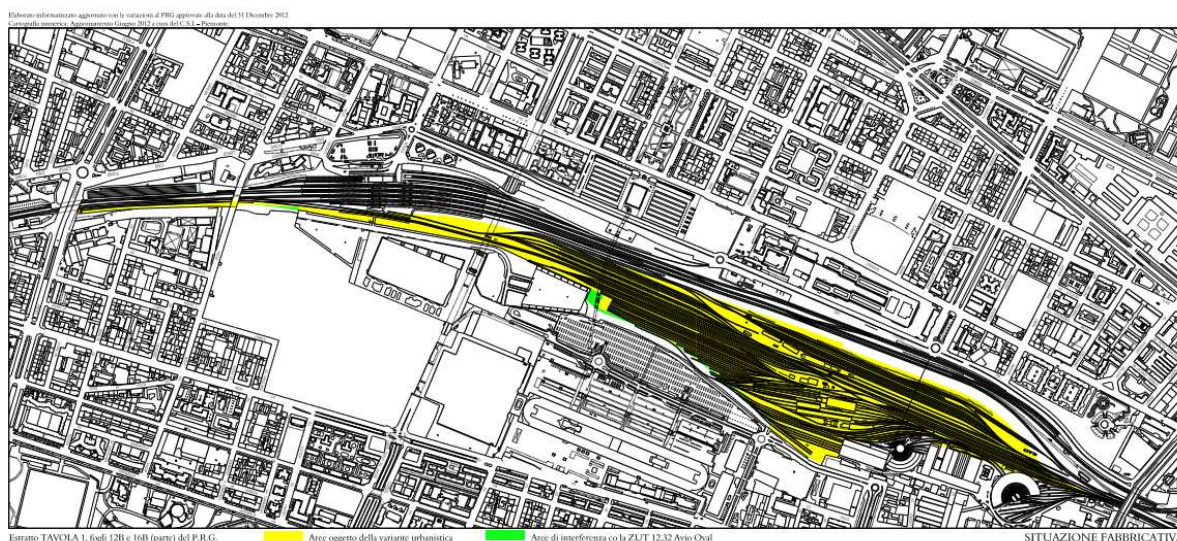 Elaborato informatizzato aggiornato con le variazioni al PRG approvate alla data del 31 Dicembre 2012
Cartografia numerica: Aggiornamento Giugno 2012 a cura del C.S.I. – Piemonte.
Estratto TAVOLA 1, fogli 12B e 16B (parte) del P.R.G.
Aree oggetto della variante urbanistica
Aree di interferenza co la ZUT 12.32 Avio Oval
SITUAZIONE FABBRICATIVA